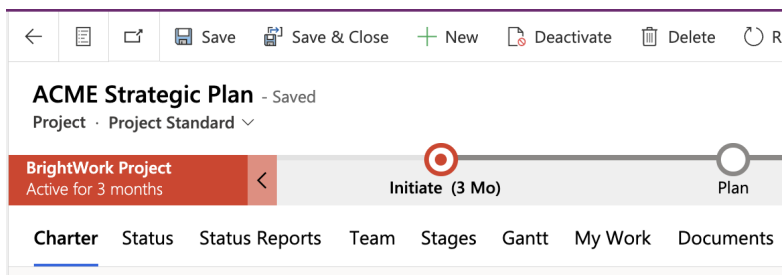 Save Save & Close New Deactivate Delete
ACME Strategic Plan - Saved
Project · Project Standard
BrightWork Project
Active for 3 months
Initiate (3 Mo) Plan
Charter Status Status Reports Team Stages Gantt My Work Documents